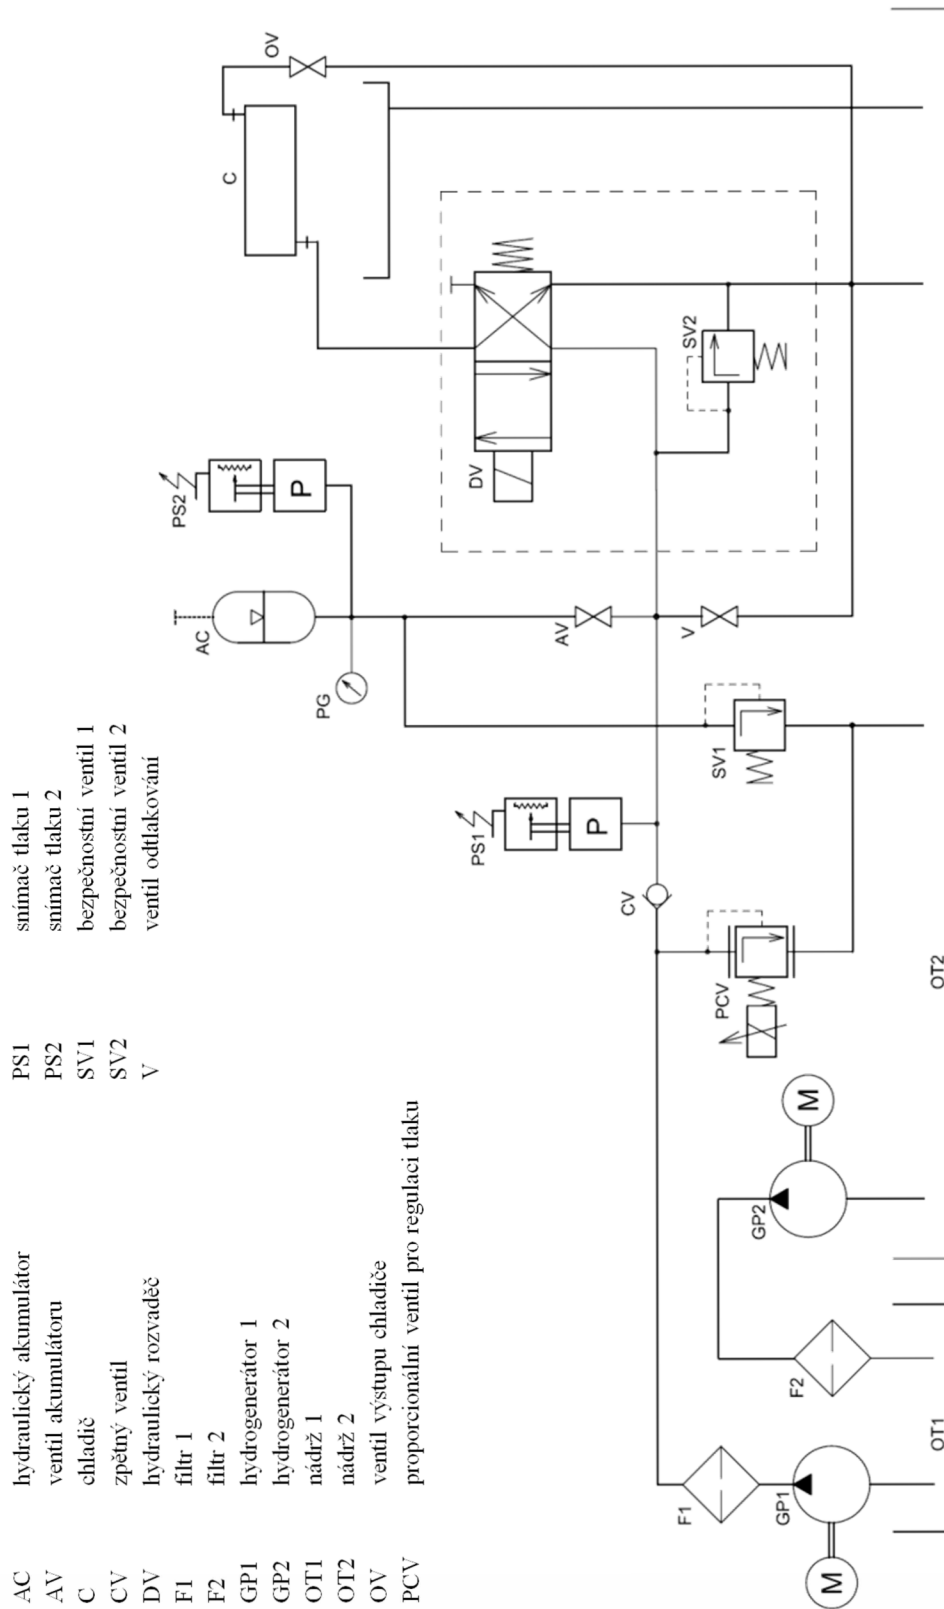 AC hydraulický akumulátor
AV ventil akumulátoru
C chladič
CV zpětný ventil
DV hydraulický rozvaděč
F1 filtr 1
F2 filtr 2
GP1 hydrogenerátor 1
GP2 hydrogenerátor 2
OT1 nádrž 1
OT2 nádrž 2
OV ventil výstupu chladiče
PCV proporcionální ventil pro regulaci tlaku
PS1 snímač tlaku 1
PS2 snímač tlaku 2
SV1 bezpečnostní ventil 1
SV2 bezpečnostní ventil 2
V ventil odtlakování
OV
C
PS2
P
AC
PG
DV
SV2
AV
V
PS1
P
SV1
CV
PCV
OT2
M
GP2
F2
F1
GP1
M
OT1